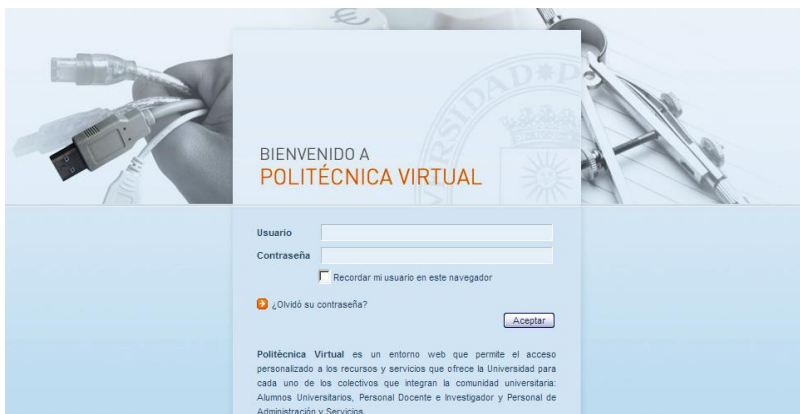 BIENVENIDO A
POLITÉCNICA VIRTUAL
Usuario
Contraseña
Recordar mi usuario en este navegador
¿Olvidó su contraseña?
Aceptar
Politécnica Virtual es un entorno web que permite el acceso
personalizado a los recursos y servicios que ofrece la Universidad para
cada uno de los colectivos que integran la comunidad universitaria:
Alumnos Universitarios, Personal Docente e Investigador y Personal de
Administración y Servicios.